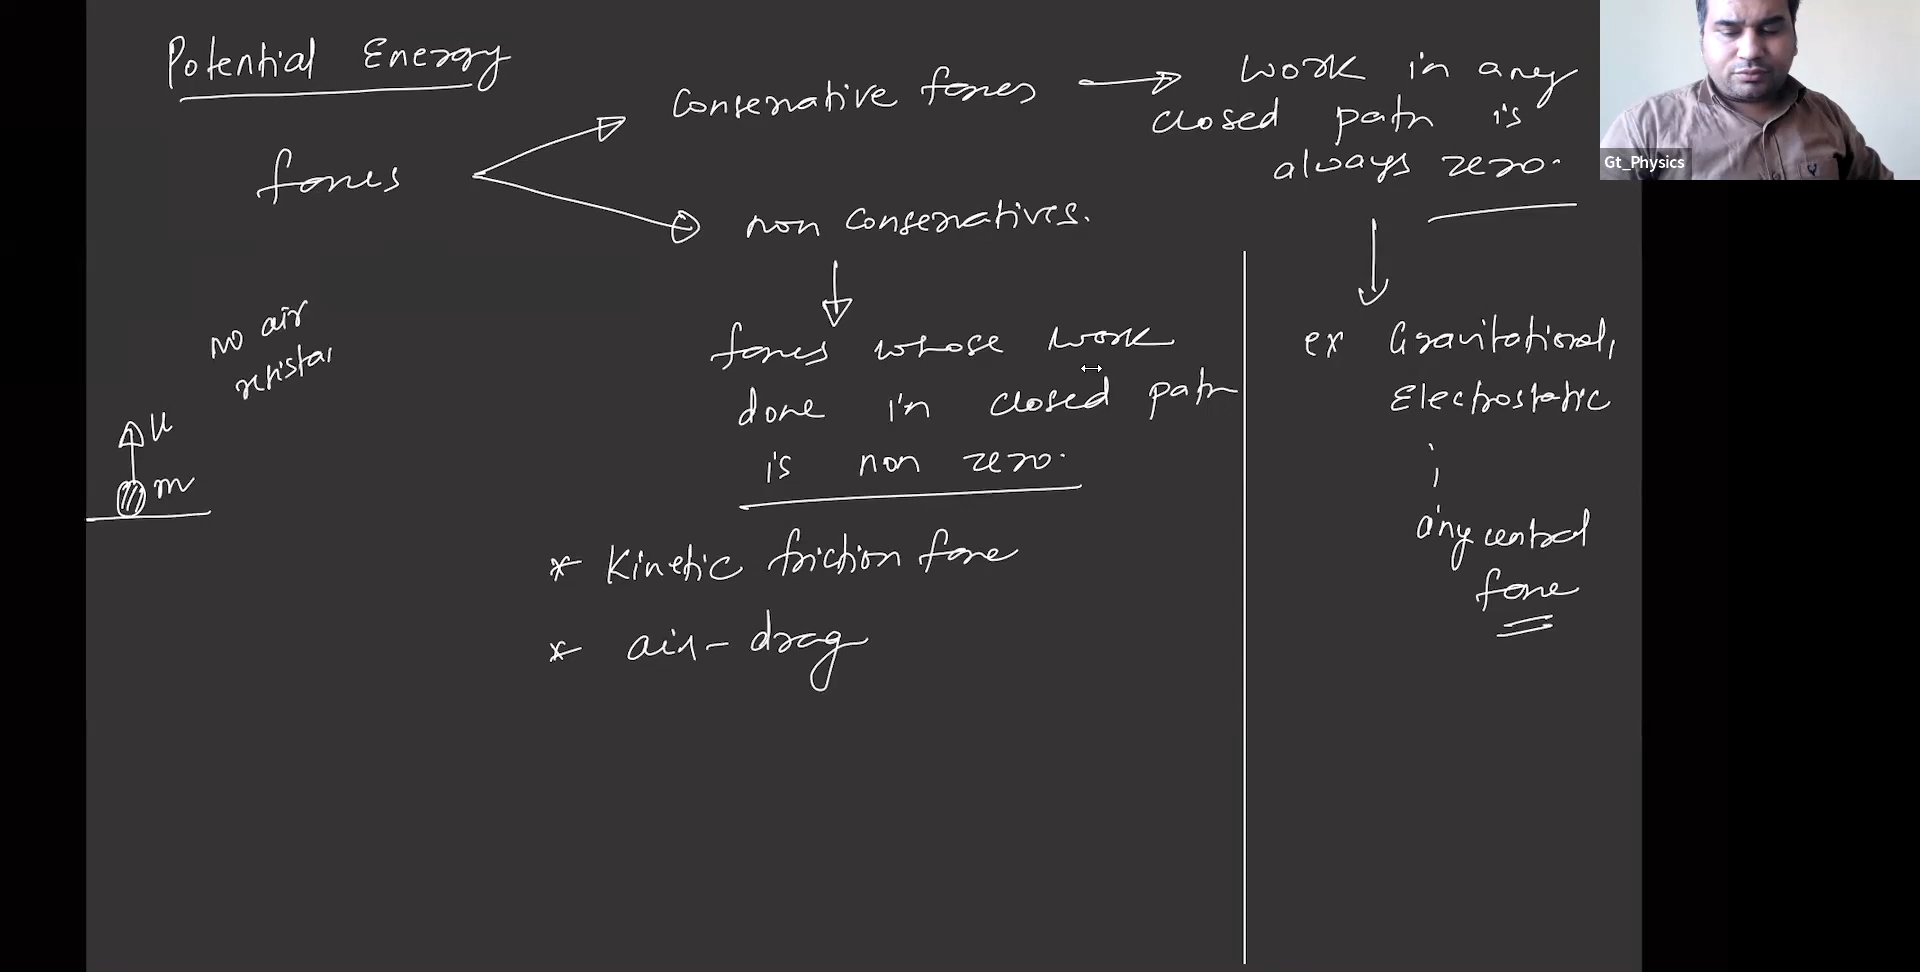 Potential Energy
forces
conservative forces
work in any
closed path is
always zero.
non conservatives.
forces whose work
done in closed path
is non zero.
* Kinetic friction force
* air-drag
ex Gravitational,
Electrostatic
;
any central
force
no air
resista
u
m
Gt_Physics